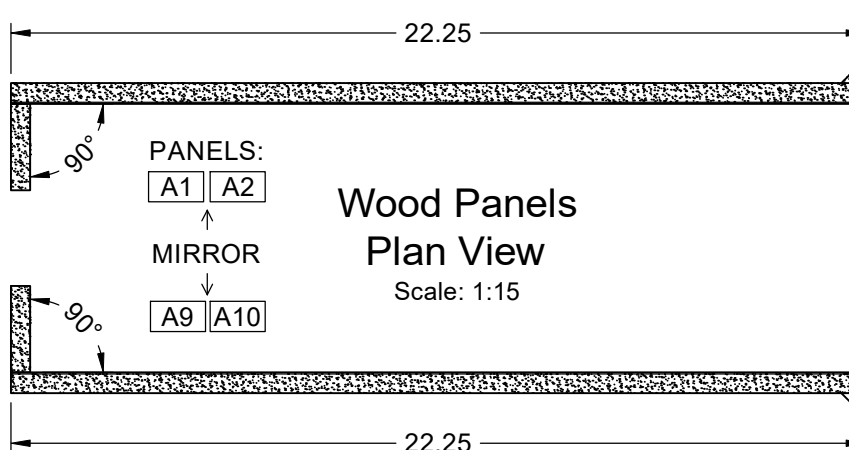 22.25
90°
PANELS:
A1 A2
MIRROR
A9 A10
90°
Wood Panels
Plan View
Scale: 1:15
22.25